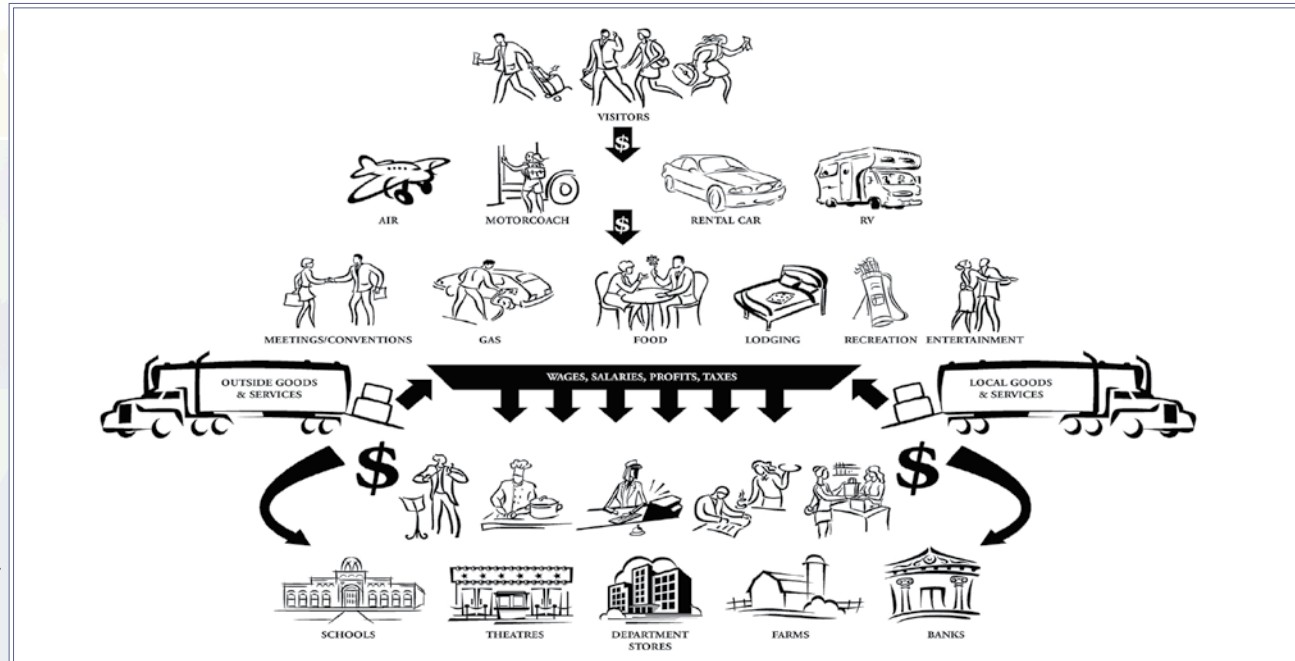 VISITORS
$
AIR
MOTORCOACH
RENTAL CAR
RV
$
MEETINGS/CONVENTIONS
GAS
FOOD
LODGING
RECREATION
ENTERTAINMENT
OUTSIDE GOODS
& SERVICES
WAGES, SALARIES, PROFITS, TAXES
LOCAL GOODS
& SERVICES
$
$
SCHOOLS
THEATRES
DEPARTMENT
STORES
FARMS
BANKS